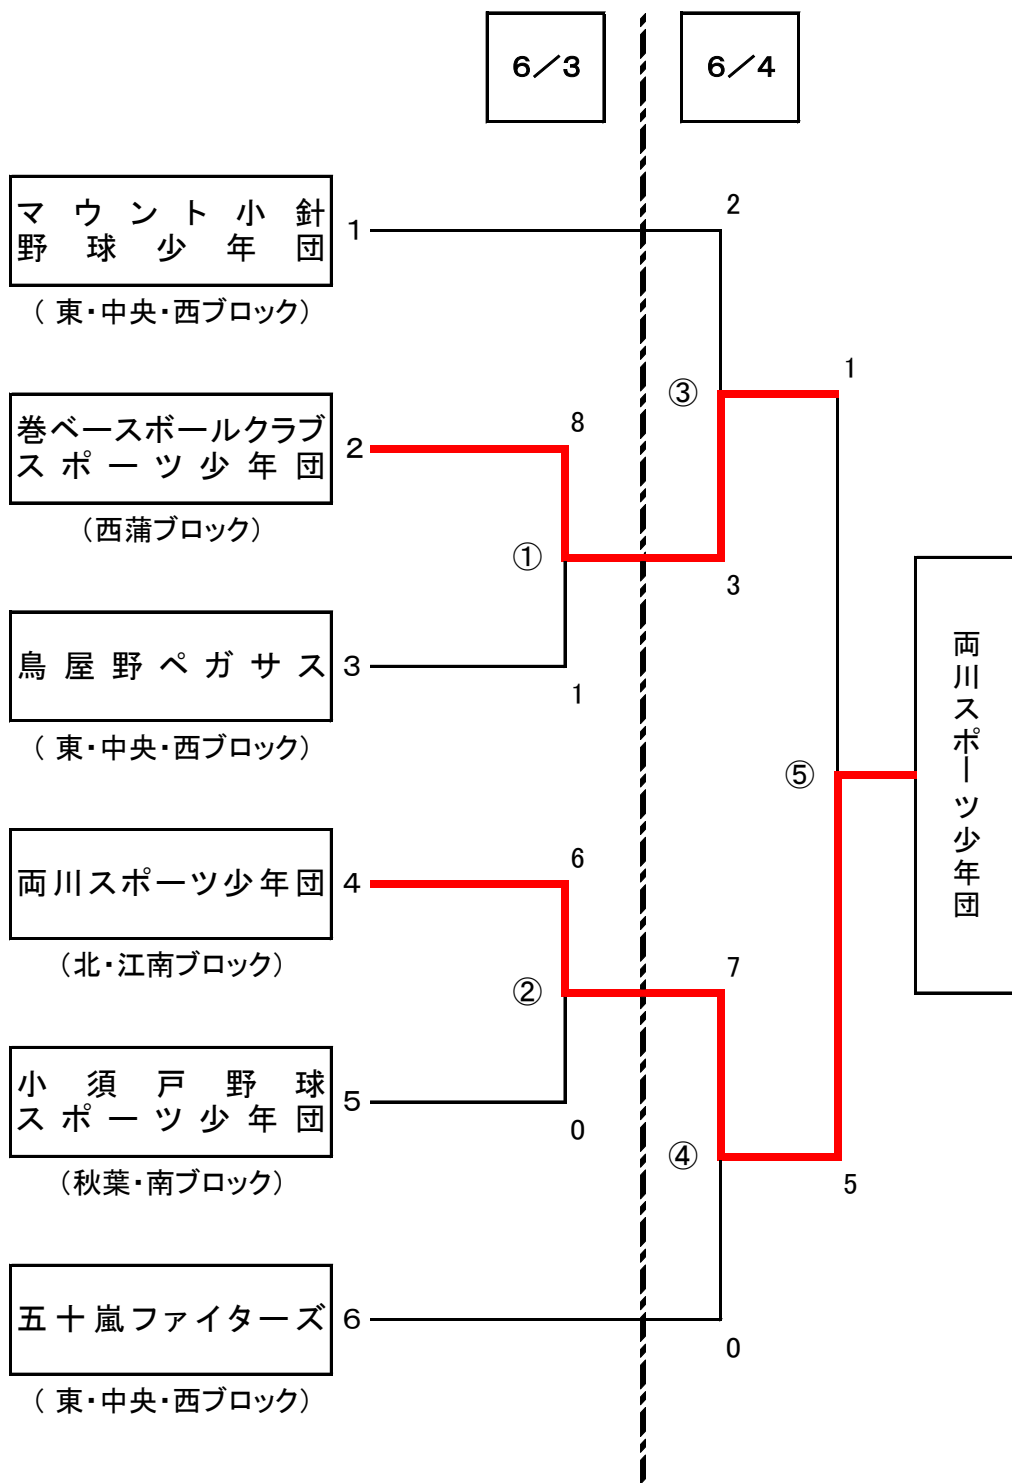 6／3
6／4
マウント小針
野球少年団
1
（東・中央・西ブロック）
2
巻ベースボールクラブ
スポーツ少年団
2
（西蒲ブロック）
8
③
1
①
3
鳥屋野ペガサス
3
（東・中央・西ブロック）
1
⑤
両川スポーツ少年団
両川スポーツ少年団
4
（北・江南ブロック）
6
②
7
小須戸野球
スポーツ少年団
5
（秋葉・南ブロック）
0
④
5
五十嵐ファイターズ
6
（東・中央・西ブロック）
0